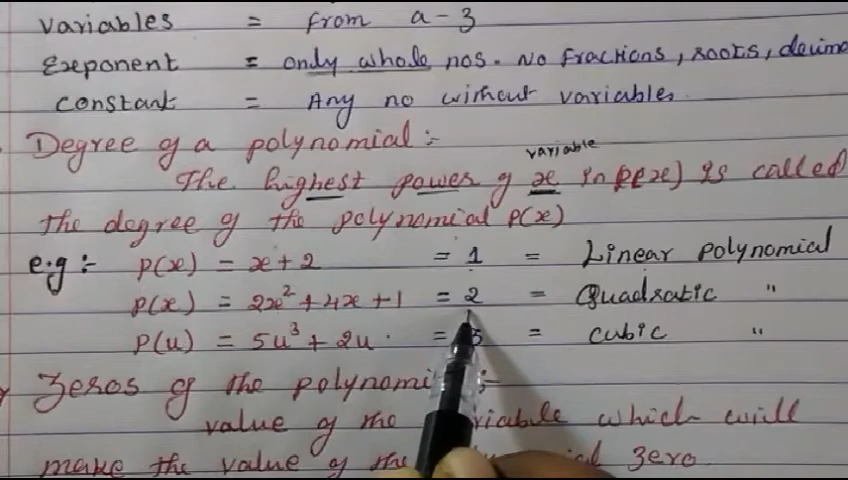 variables = from a - z
Exponent = only whole nos. No fractions, roots, decima
constant = Any no without variables
Degree of a polynomial :-
variable
The highest power of x in p(x) is called
the degree of the polynomial p(x)
e.g :- p(x) = x + 2 = 1 = Linear polynomial
p(x) = 2x² + 4x + 1 = 2 = Quadratic "
p(u) = 5u³ + 2u . = 3 = cubic "
Zeros of the polynomi :-
value of the riable which will
make the value of the ial zero